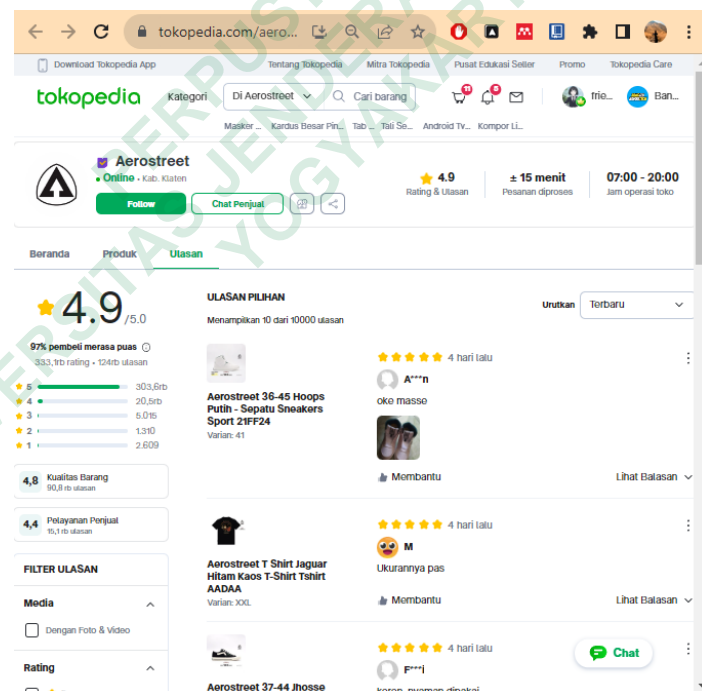 tokopedia.com/aero...
Download Tokopedia App
Tentang Tokopedia
Mitra Tokopedia
Pusat Edukasi Seller
Promo
Tokopedia Care
tokopedia
Kategori
Di Aerostreet
Cari barang
frie...
Ban...
Masker ...
Kardus Besar Pin...
Tab ...
Tali Se...
Android Tv...
Kompor Li...
Aerostreet
Online • Kab. Klaten
Follow
Chat Penjual
4.9
Rating & Ulasan
± 15 menit
Pesanan diproses
07:00 - 20:00
Jam operasi toko
Beranda
Produk
Ulasan
4.9/5.0
97% pembeli merasa puas
333,1rb rating • 124rb ulasan
5 303,6rb
4 20,5rb
3 5.015
2 1.310
1 2.609
4,8 Kualitas Barang
90,8 rb ulasan
4,4 Pelayanan Penjual
15,1 rb ulasan
FILTER ULASAN
Media
Dengan Foto & Video
Rating
ULASAN PILIHAN
Menampilkan 10 dari 10000 ulasan
Urutkan
Terbaru
Aerostreet 36-45 Hoops
Putih - Sepatu Sneakers
Sport 21FF24
Varian: 41
4 hari lalu
A***n
oke masse
Membantu
Lihat Balasan
Aerostreet T Shirt Jaguar
Hitam Kaos T-Shirt Tshirt
AADAA
Varian: XXL
4 hari lalu
M
Ukurannya pas
Membantu
Lihat Balasan
Aerostreet 37-44 Jhosse
4 hari lalu
F***i
keren, nyaman dipakai
Chat
YOGYAKARTA